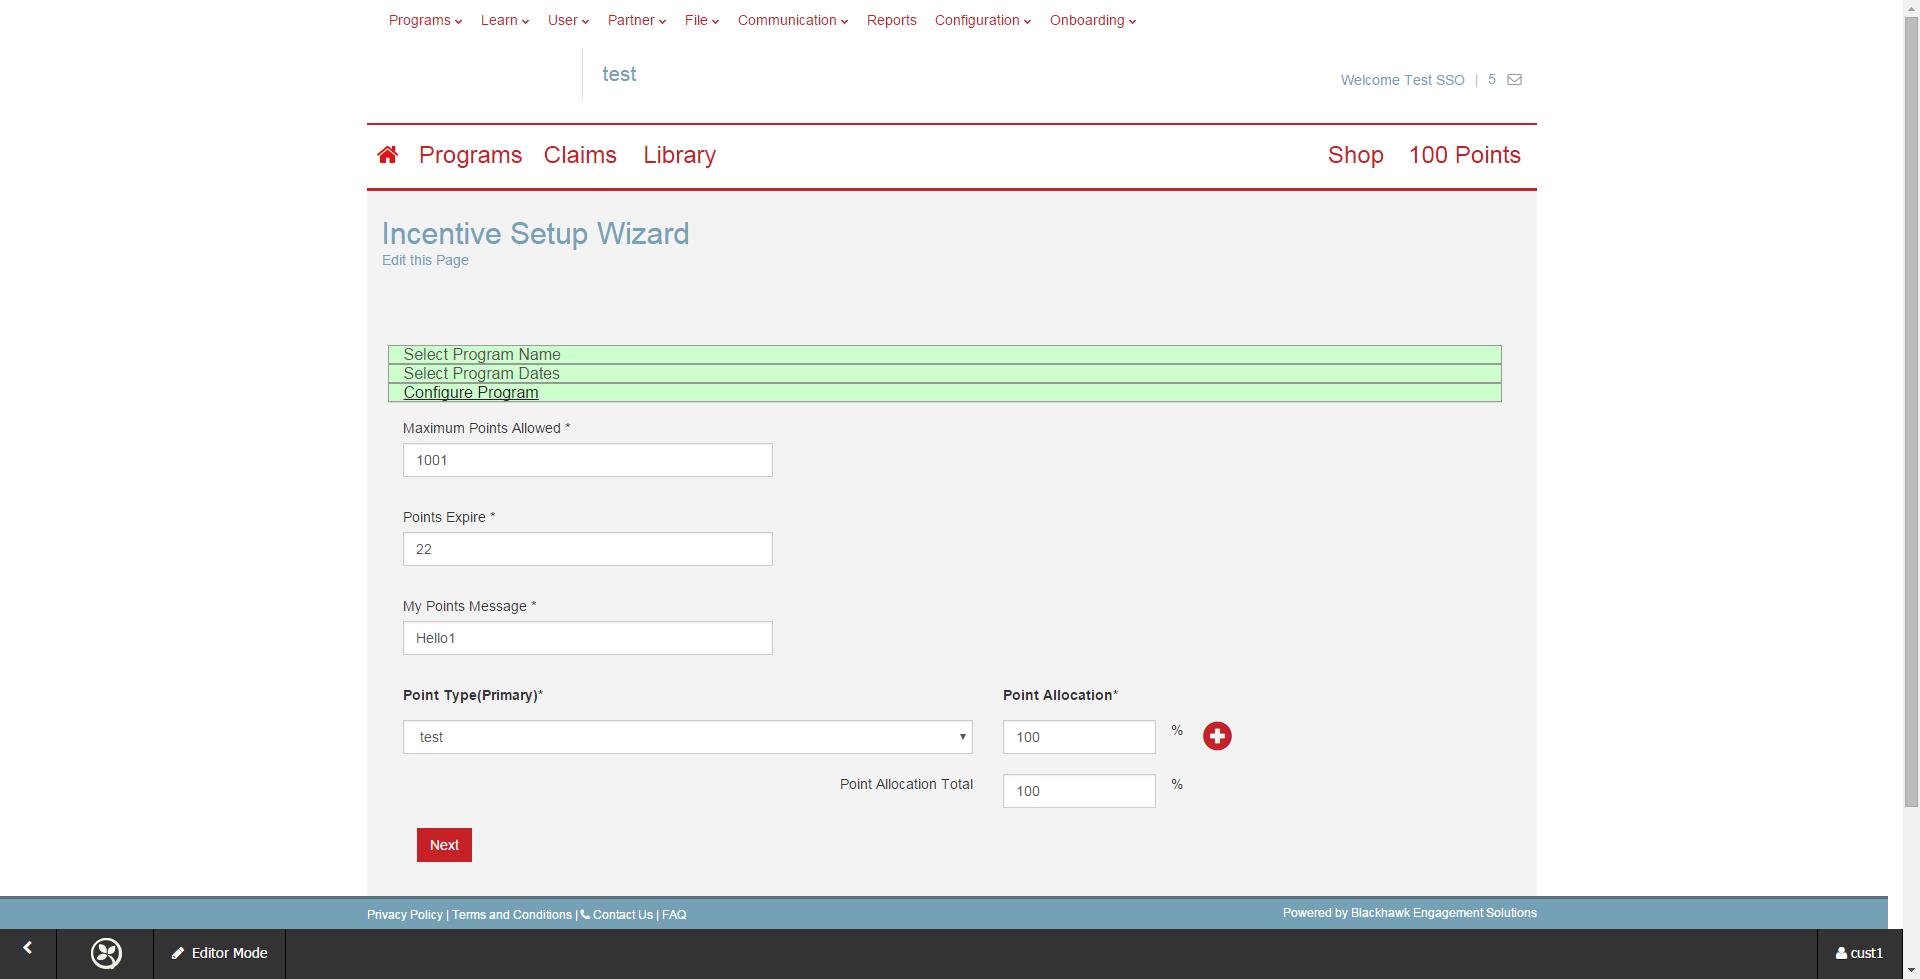 Programs Learn User Partner File Communication Reports Configuration Onboarding
test
Welcome Test SSO | 5
Programs Claims Library Shop 100 Points
Incentive Setup Wizard
Edit this Page
Select Program Name
Select Program Dates
Configure Program
Maximum Points Allowed *
1001
Points Expire *
22
My Points Message *
Hello1
Point Type(Primary)* Point Allocation*
test 100 %
Point Allocation Total 100 %
Next
Privacy Policy | Terms and Conditions | Contact Us | FAQ Powered by Blackhawk Engagement Solutions
Editor Mode cust1